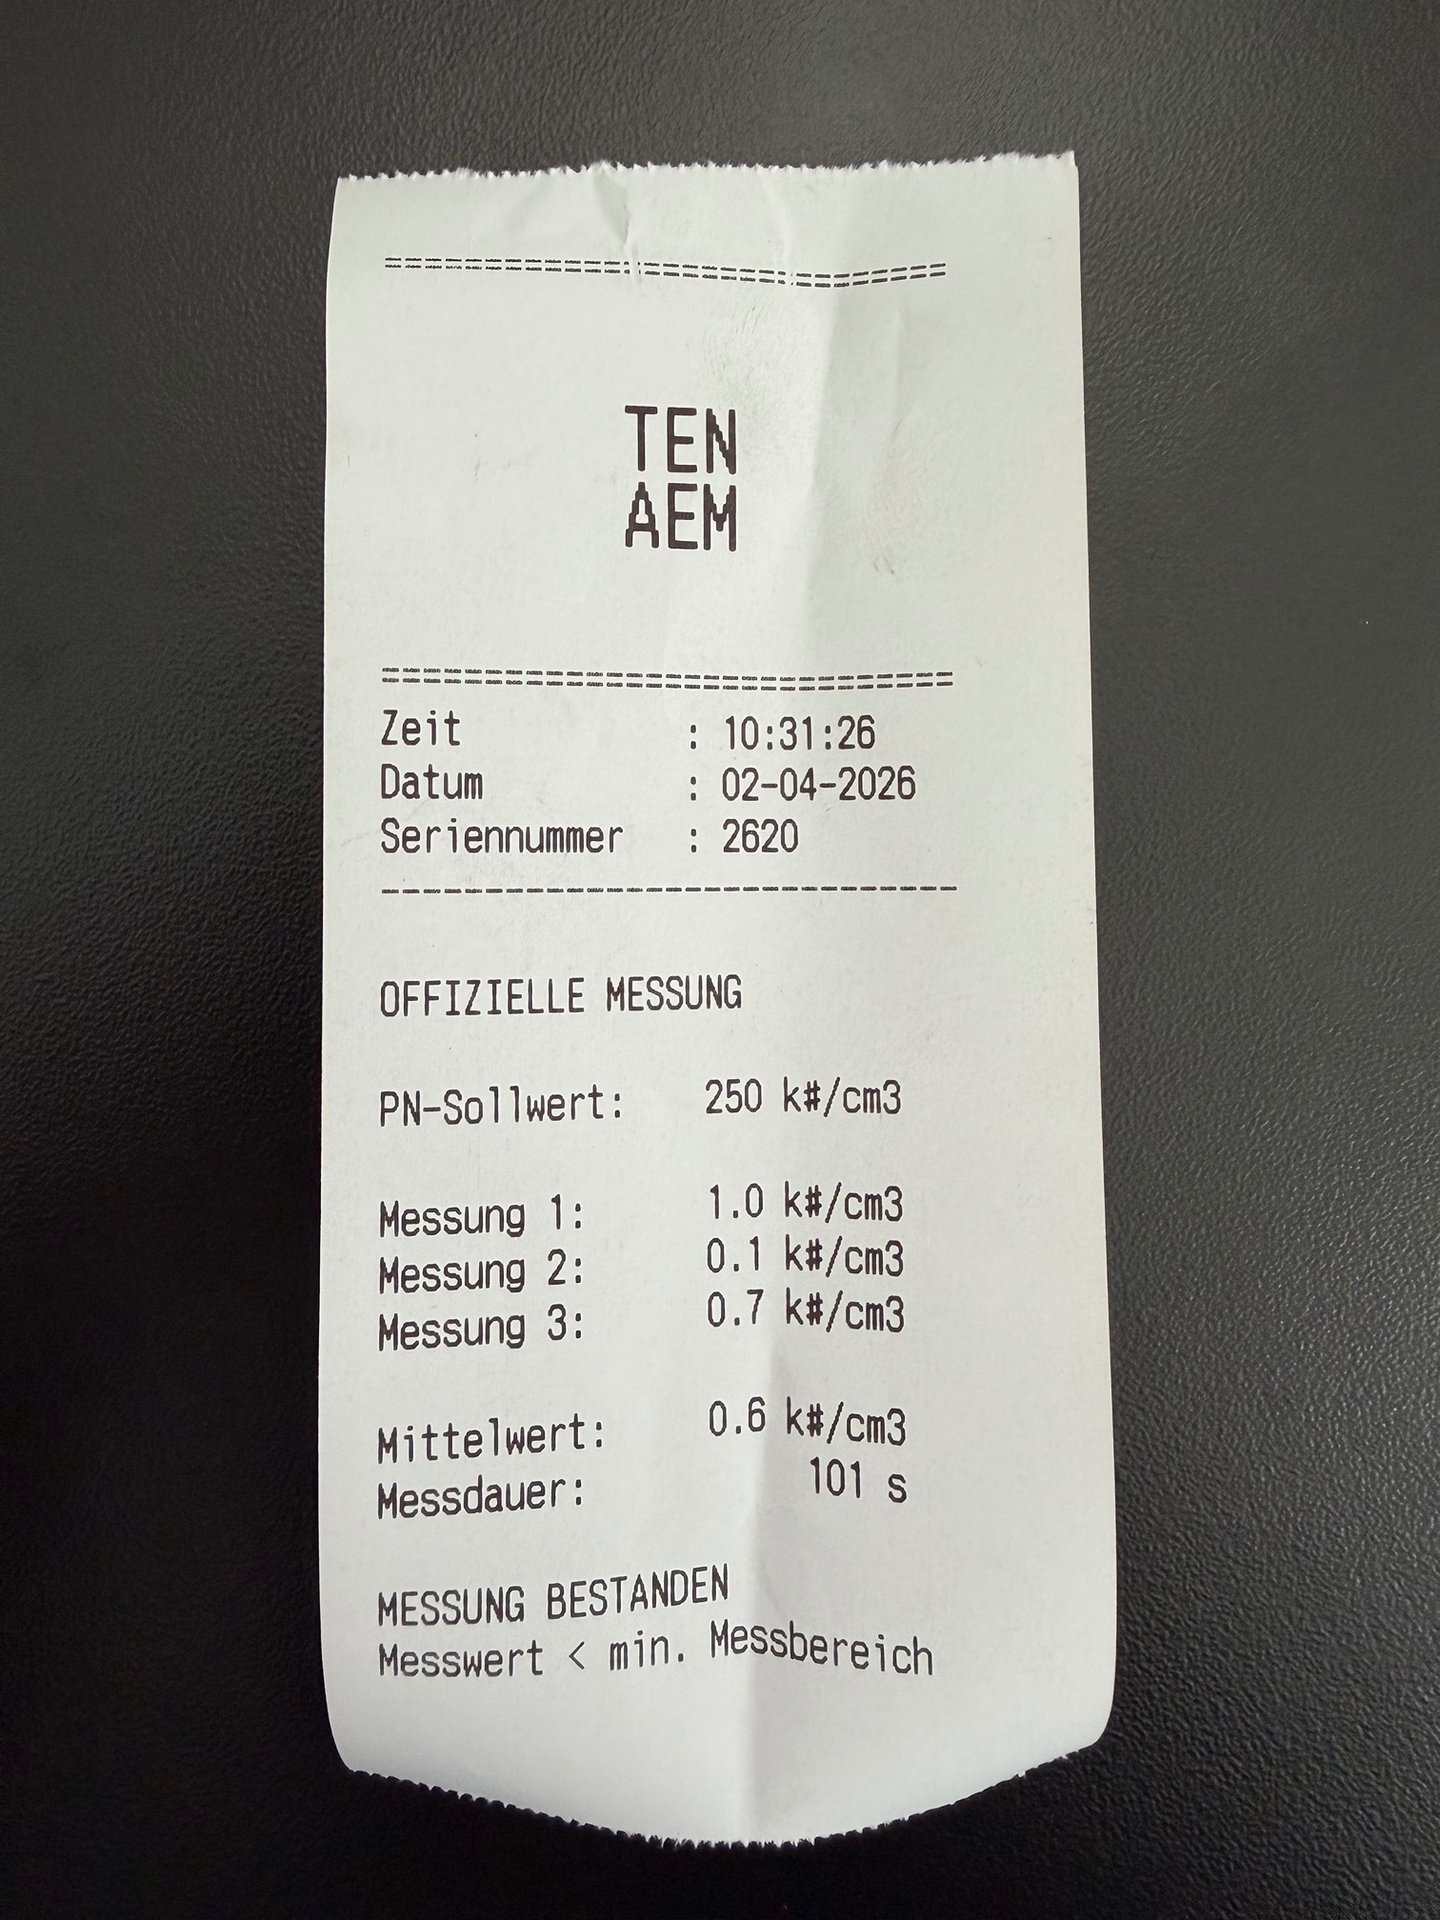 ============================
TEN
AEM
============================
Zeit : 10:31:26
Datum : 02-04-2026
Seriennummer : 2620
----------------------------
OFFIZIELLE MESSUNG
PN-Sollwert: 250 k#/cm3
Messung 1: 1.0 k#/cm3
Messung 2: 0.1 k#/cm3
Messung 3: 0.7 k#/cm3
Mittelwert: 0.6 k#/cm3
Messdauer: 101 s
MESSUNG BESTANDEN
Messwert < min. Messbereich